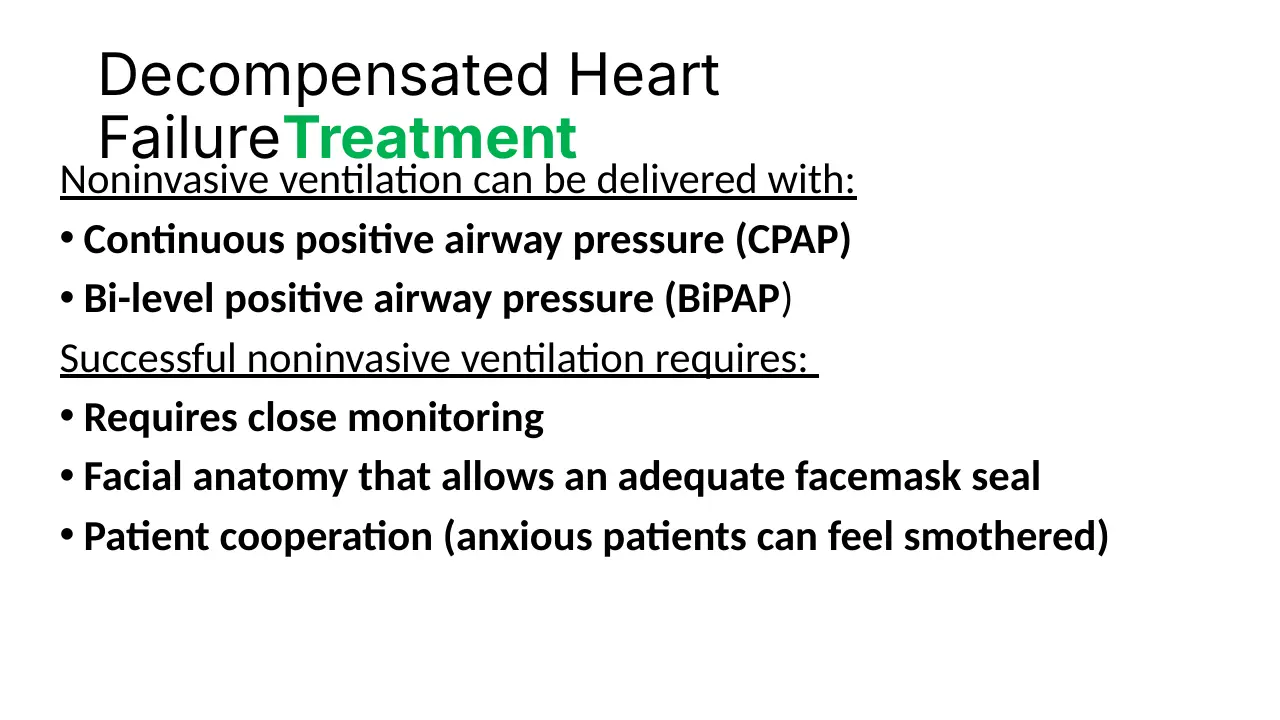 Decompensated Heart
FailureTreatment
Noninvasive ventilation can be delivered with:
• Continuous positive airway pressure (CPAP)
• Bi-level positive airway pressure (BiPAP)
Successful noninvasive ventilation requires:
• Requires close monitoring
• Facial anatomy that allows an adequate facemask seal
• Patient cooperation (anxious patients can feel smothered)